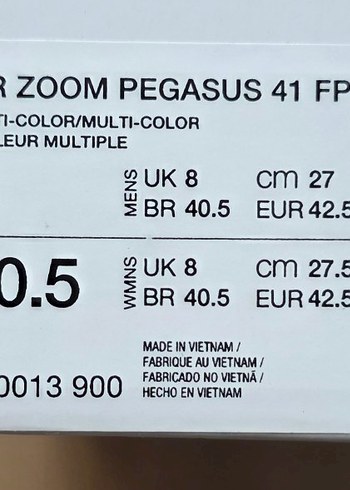 R ZOOM PEGASUS 41 FP
TI-COLOR/MULTI-COLOR
LEUR MULTIPLE
MENS
UK 8 cm 27
BR 40.5 EUR 42.5
0.5
WMNS
UK 8 cm 27.5
BR 40.5 EUR 42.5
MADE IN VIETNAM /
FABRIQUE AU VIETNAM /
FABRICADO NO VIETNÃ /
HECHO EN VIETNAM
0013 900